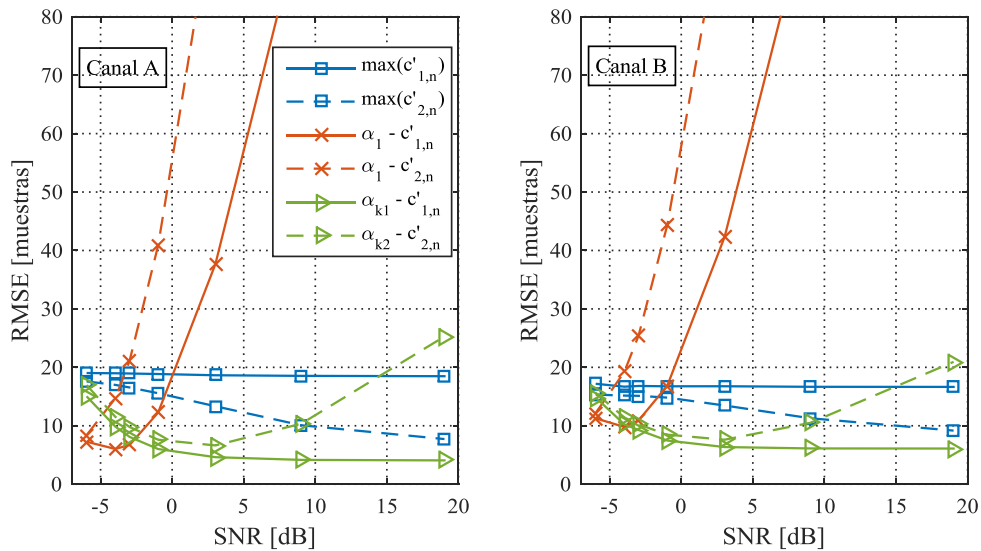 Canal A
max(c'1,n)
max(c'2,n)
α1 - c'1,n
α1 - c'2,n
αk1 - c'1,n
αk2 - c'2,n
80
70
60
50
40
30
20
10
0
-5 0 5 10 15 20
RMSE [muestras]
SNR [dB]
Canal B
80
70
60
50
40
30
20
10
0
-5 0 5 10 15 20
RMSE [muestras]
SNR [dB]